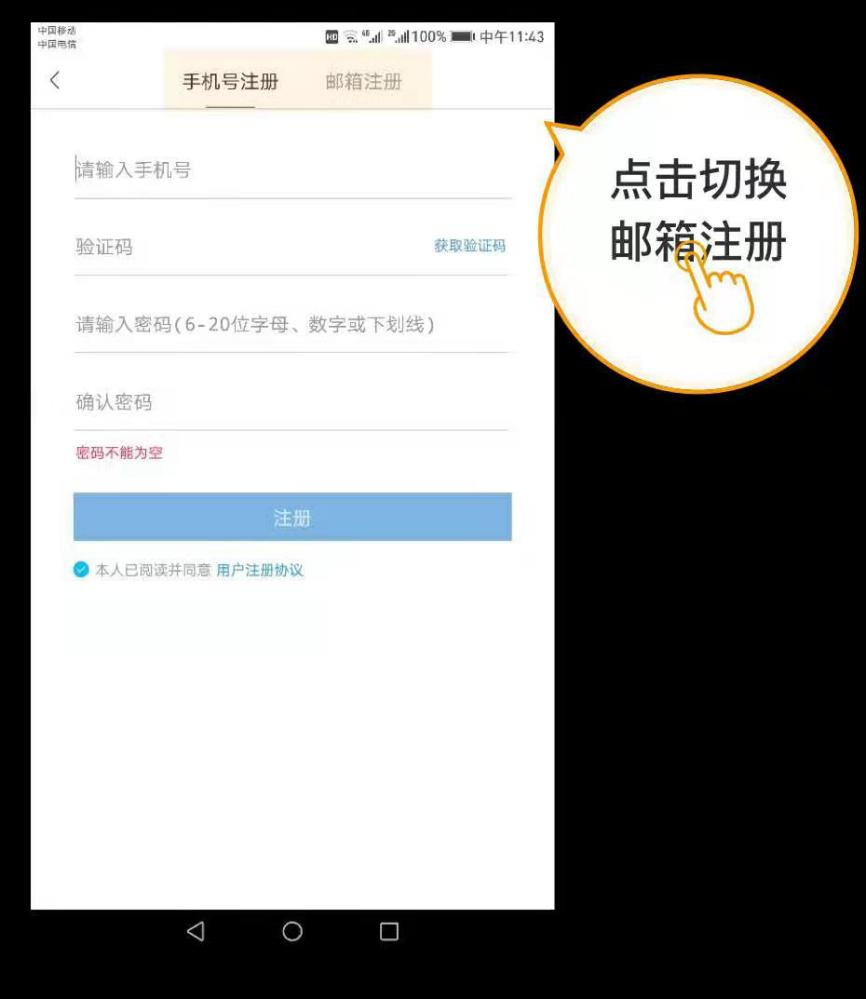 中国移动
中国电信
HD 4G 2G 100% 中午11:43
手机号注册 邮箱注册
请输入手机号
验证码 获取验证码
请输入密码(6-20位字母、数字或下划线)
确认密码
密码不能为空
注册
本人已阅读并同意 用户注册协议
点击切换
邮箱注册